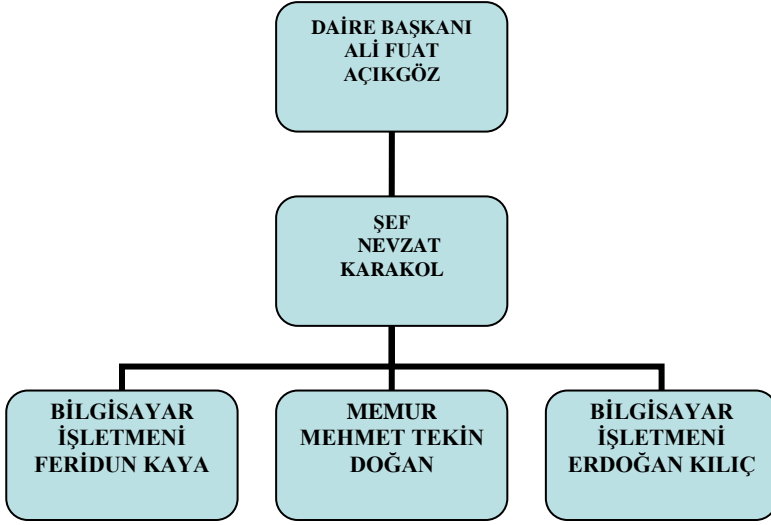 DAİRE BAŞKANI
ALİ FUAT
AÇIKGÖZ
ŞEF
NEVZAT
KARAKOL
BİLGİSAYAR
İŞLETMENİ
FERİDUN KAYA
MEMUR
MEHMET TEKİN
DOĞAN
BİLGİSAYAR
İŞLETMENİ
ERDOĞAN KILIÇ